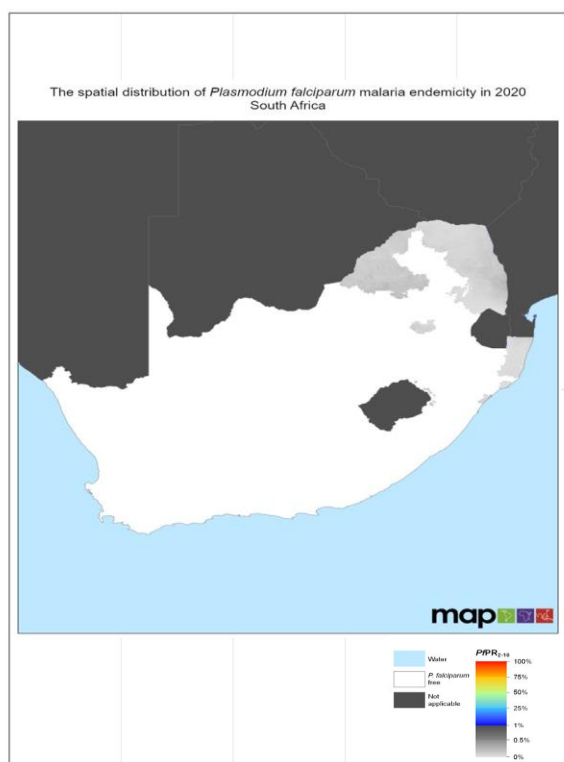 The spatial distribution of Plasmodium falciparum malaria endemicity in 2020
South Africa
map
Water
P. falciparum
free
Not
applicable
PfPR2-10
100%
75%
50%
25%
1%
0.5%
0%